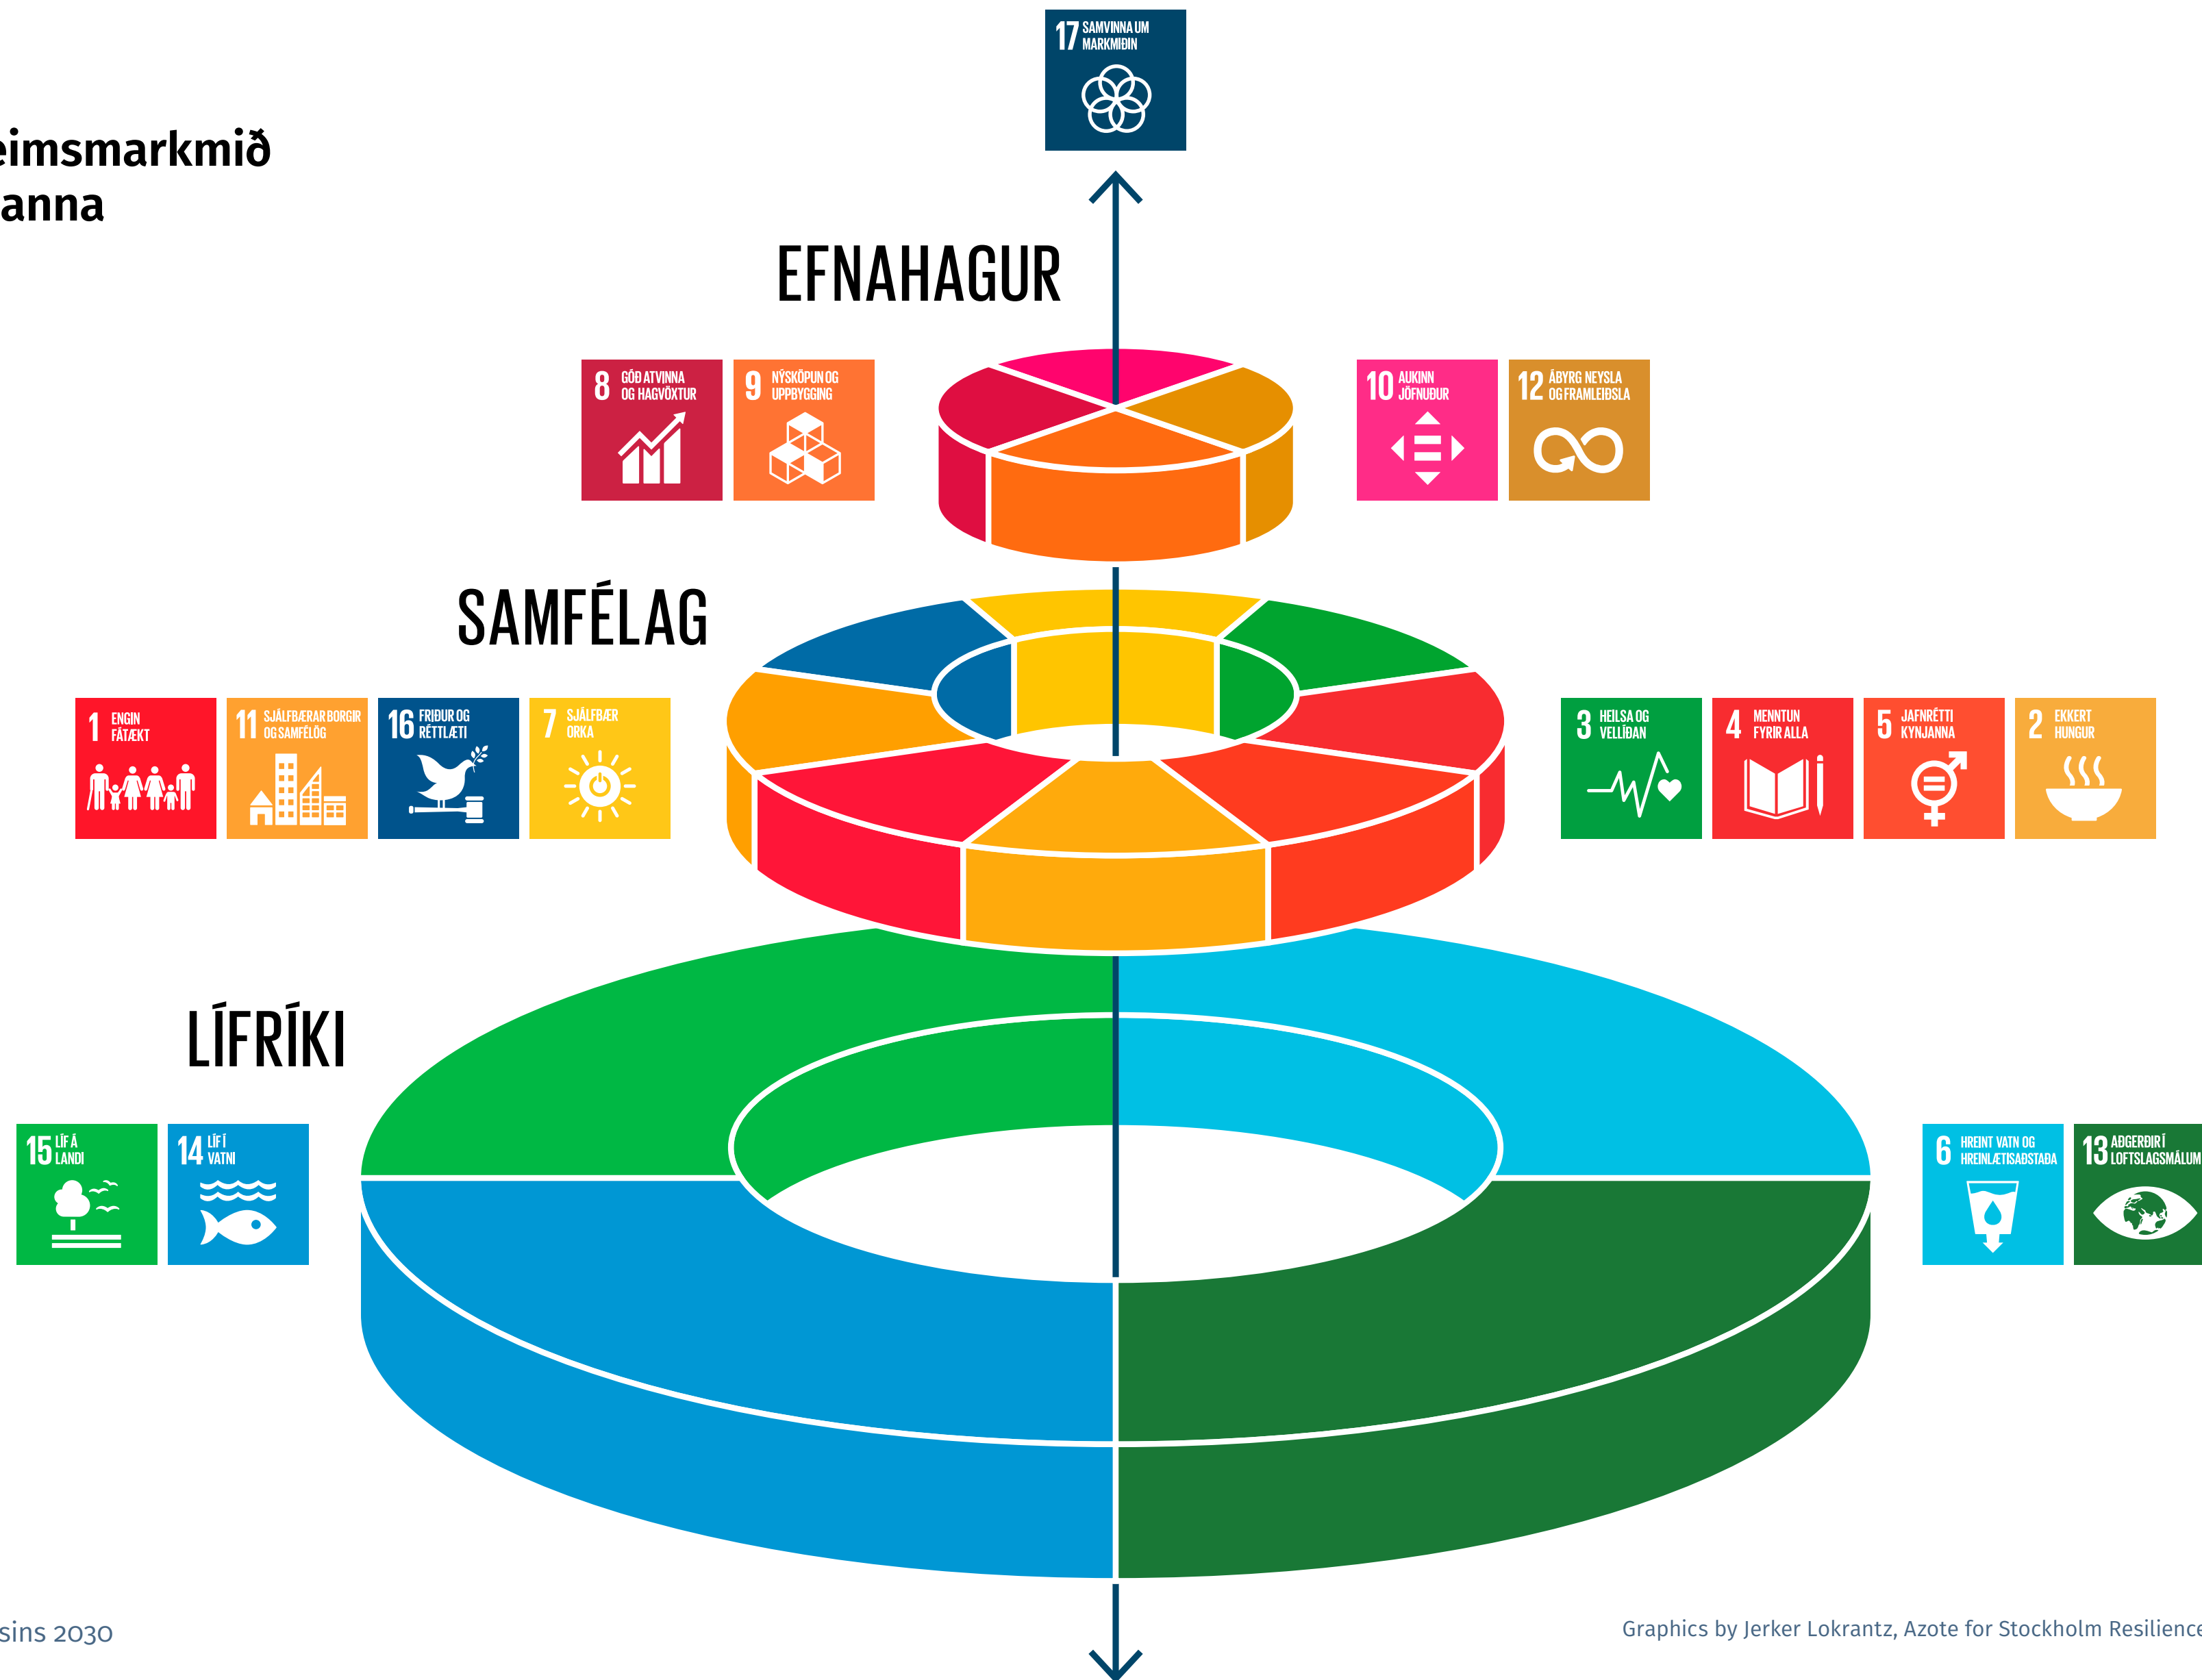 17 SAMVINNA UM
MARKMIÐIN
eimsmarkmið
anna
EFNAHAGUR
8 GÓÐ ATVINNA
OG HAGVÖXTUR
9 NÝSKÖPUN OG
UPPBYGGING
10 AUKINN
JÖFNUÐUR
12 ÁBYRG NEYSLA
OG FRAMLEIÐSLA
SAMFÉLAG
1 ENGIN
FÁTÆKT
11 SJÁLFBÆRAR BORGIR
OG SAMFÉLÖG
16 FRIÐUR OG
RÉTTLÆTI
7 SJÁLFBÆR
ORKA
3 HEILSA OG
VELLÍÐAN
4 MENNTUN
FYRIR ALLA
5 JAFNRÉTTI
KYNJANNA
2 EKKERT
HUNGUR
LÍFRÍKI
15 LÍF Á
LANDI
14 LÍF Í
VATNI
6 HREINT VATN OG
HREINLÆTISAÐSTAÐA
13 AÐGERÐIR Í
LOFTSLAGSMÁLUM
sins 2030
Graphics by Jerker Lokrantz, Azote for Stockholm Resilience